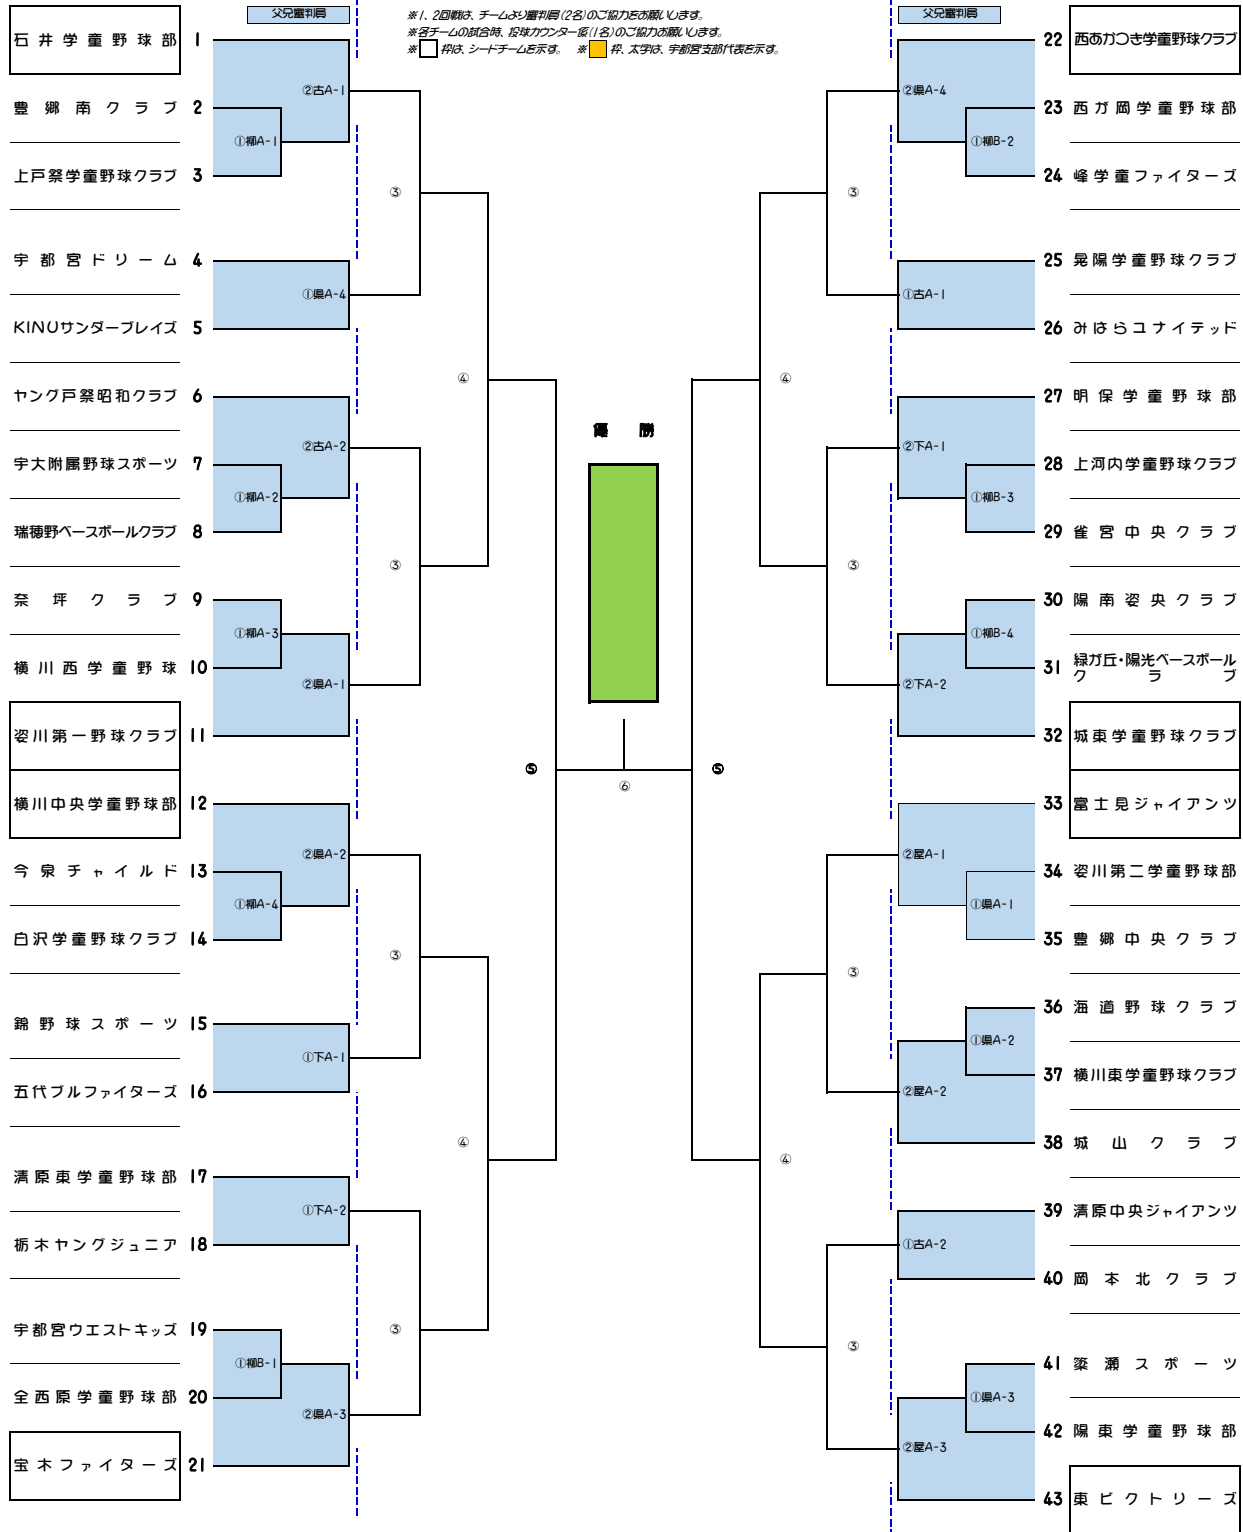 父兄審判員
※1、2回戦は、チームより審判員(2名)のご協力をお願いします。
※各チームの試合時、投球カウンター係(1名)のご協力お願いします。
※ 枠は、シードチームを示す。 ※ 枠、太字は、宇都宮支部代表を示す。
父兄審判員
石井学童野球部 1
豊郷南クラブ 2
上戸祭学童野球クラブ 3
宇都宮ドリーム 4
KINUサンダーブレイズ 5
ヤング戸祭昭和クラブ 6
宇大附属野球スポーツ 7
瑞穂野ベースボールクラブ 8
奈坪クラブ 9
横川西学童野球 10
姿川第一野球クラブ 11
横川中央学童野球部 12
今泉チャイルド 13
白沢学童野球クラブ 14
錦野球スポーツ 15
五代ブルファイターズ 16
清原東学童野球部 17
栃木ヤングジュニア 18
宇都宮ウエストキッズ 19
全西原学童野球部 20
宝木ファイターズ 21
②古A-1
①柳A-1
③
①県A-4
④
②古A-2
①柳A-2
③
①柳A-3
②県A-1
⑤
②県A-2
①柳A-4
③
①下A-1
④
①下A-2
③
①柳B-1
②県A-3
優勝
⑥
②県A-4
①柳B-2
③
①古A-1
④
②下A-1
①柳B-3
③
①柳B-4
②下A-2
⑤
②屋A-1
①県A-1
③
①県A-2
②屋A-2
④
①古A-2
③
①県A-3
②屋A-3
22 西あかつき学童野球クラブ
23 西が岡学童野球部
24 峰学童ファイターズ
25 晃陽学童野球クラブ
26 みはらユナイテッド
27 明保学童野球部
28 上河内学童野球クラブ
29 雀宮中央クラブ
30 陽南姿央クラブ
31 緑が丘・陽光ベースボール
クラブ
32 城東学童野球クラブ
33 富士見ジャイアンツ
34 姿川第二学童野球部
35 豊郷中央クラブ
36 海道野球クラブ
37 横川東学童野球クラブ
38 城山クラブ
39 清原中央ジャイアンツ
40 岡本北クラブ
41 簗瀬スポーツ
42 陽東学童野球部
43 東ビクトリーズ